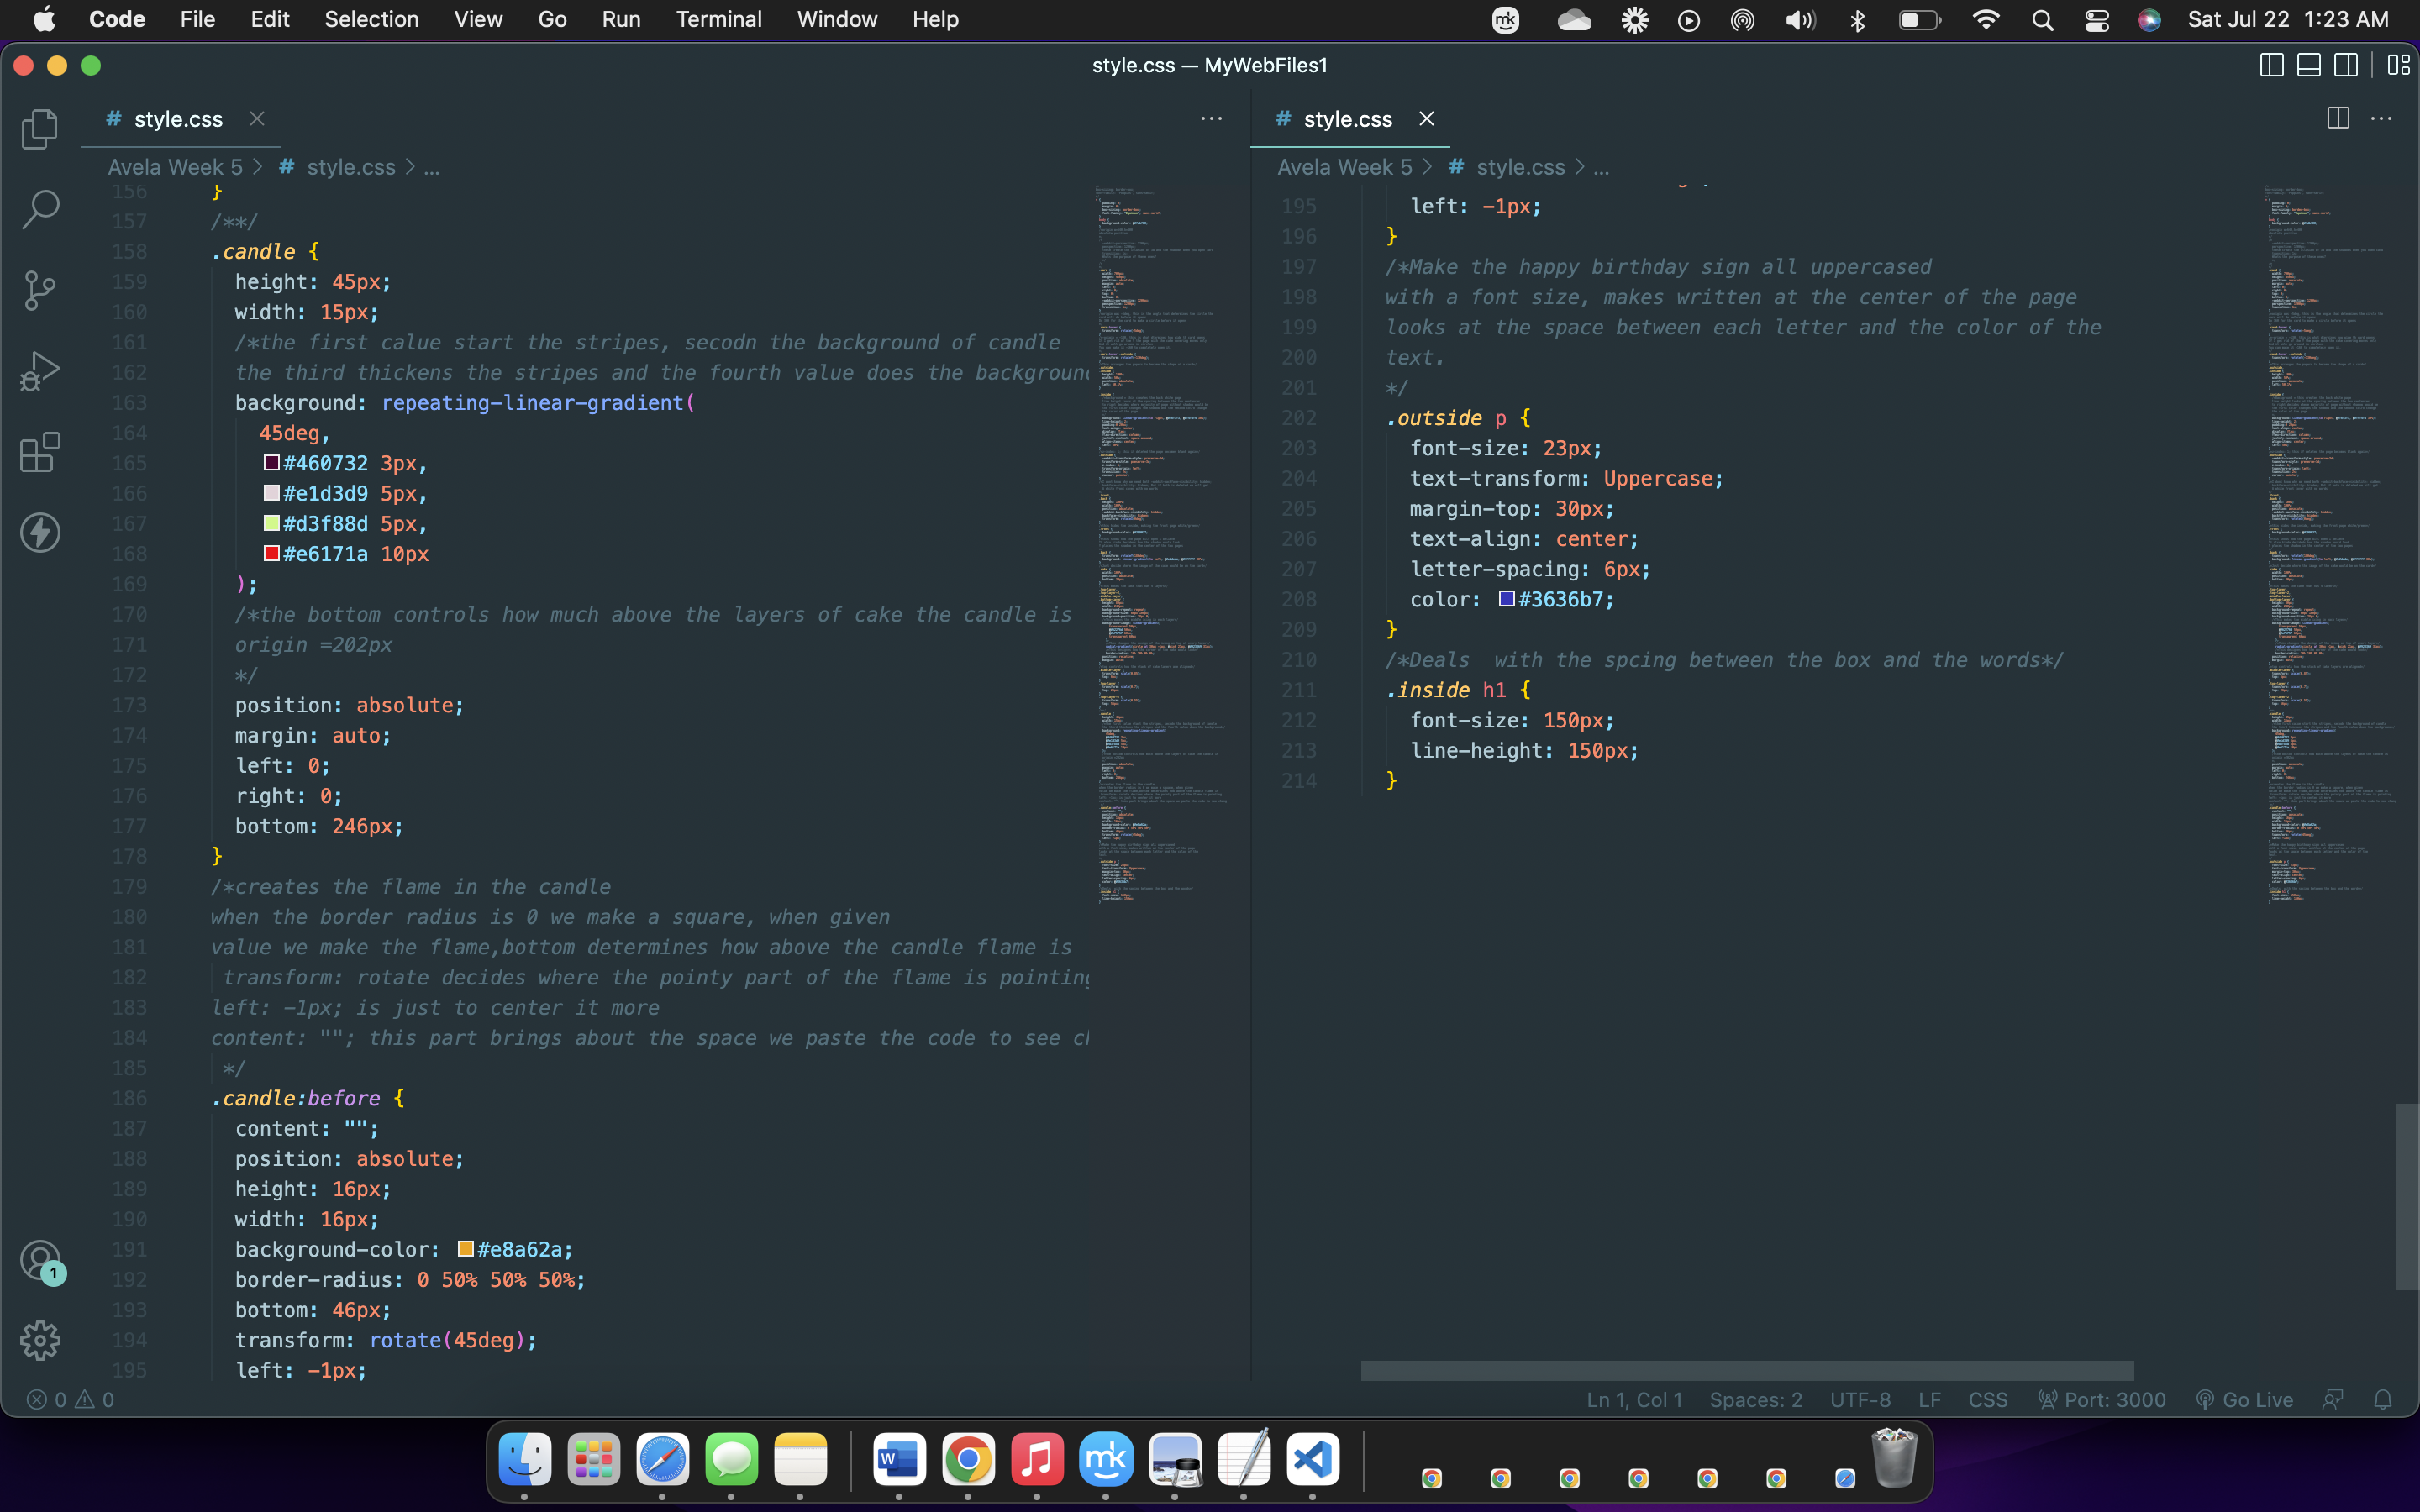 Code File Edit Selection View Go Run Terminal Window Help
mk
Sat Jul 22 1:23 AM
style.css — MyWebFiles1
# style.css
Avela Week 5 > # style.css > ...
156 }
157 /**/
158 .candle {
159 height: 45px;
160 width: 15px;
161 /*the first calue start the stripes, secodn the background of candle
162 the third thickens the stripes and the fourth value does the background
163 background: repeating-linear-gradient(
164 45deg,
165 #460732 3px,
166 #e1d3d9 5px,
167 #d3f88d 5px,
168 #e6171a 10px
169 );
170 /*the bottom controls how much above the layers of cake the candle is
171 origin =202px
172 */
173 position: absolute;
174 margin: auto;
175 left: 0;
176 right: 0;
177 bottom: 246px;
178 }
179 /*creates the flame in the candle
180 when the border radius is 0 we make a square, when given
181 value we make the flame,bottom determines how above the candle flame is
182 transform: rotate decides where the pointy part of the flame is pointing
183 left: -1px; is just to center it more
184 content: ""; this part brings about the space we paste the code to see
185 */
186 .candle:before {
187 content: "";
188 position: absolute;
189 height: 16px;
190 width: 16px;
191 background-color: #e8a62a;
192 border-radius: 0 50% 50% 50%;
193 bottom: 46px;
194 transform: rotate(45deg);
195 left: -1px;
# style.css
Avela Week 5 > # style.css > ...
195 left: -1px;
196 }
197 /*Make the happy birthday sign all uppercased
198 with a font size, makes written at the center of the page
199 looks at the space between each letter and the color of the
200 text.
201 */
202 .outside p {
203 font-size: 23px;
204 text-transform: Uppercase;
205 margin-top: 30px;
206 text-align: center;
207 letter-spacing: 6px;
208 color: #3636b7;
209 }
210 /*Deals  with the spcing between the box and the words*/
211 .inside h1 {
212 font-size: 150px;
213 line-height: 150px;
214 }
1
0 0
Ln 1, Col 1 Spaces: 2 UTF-8 LF CSS Port: 3000 Go Live
W
mk